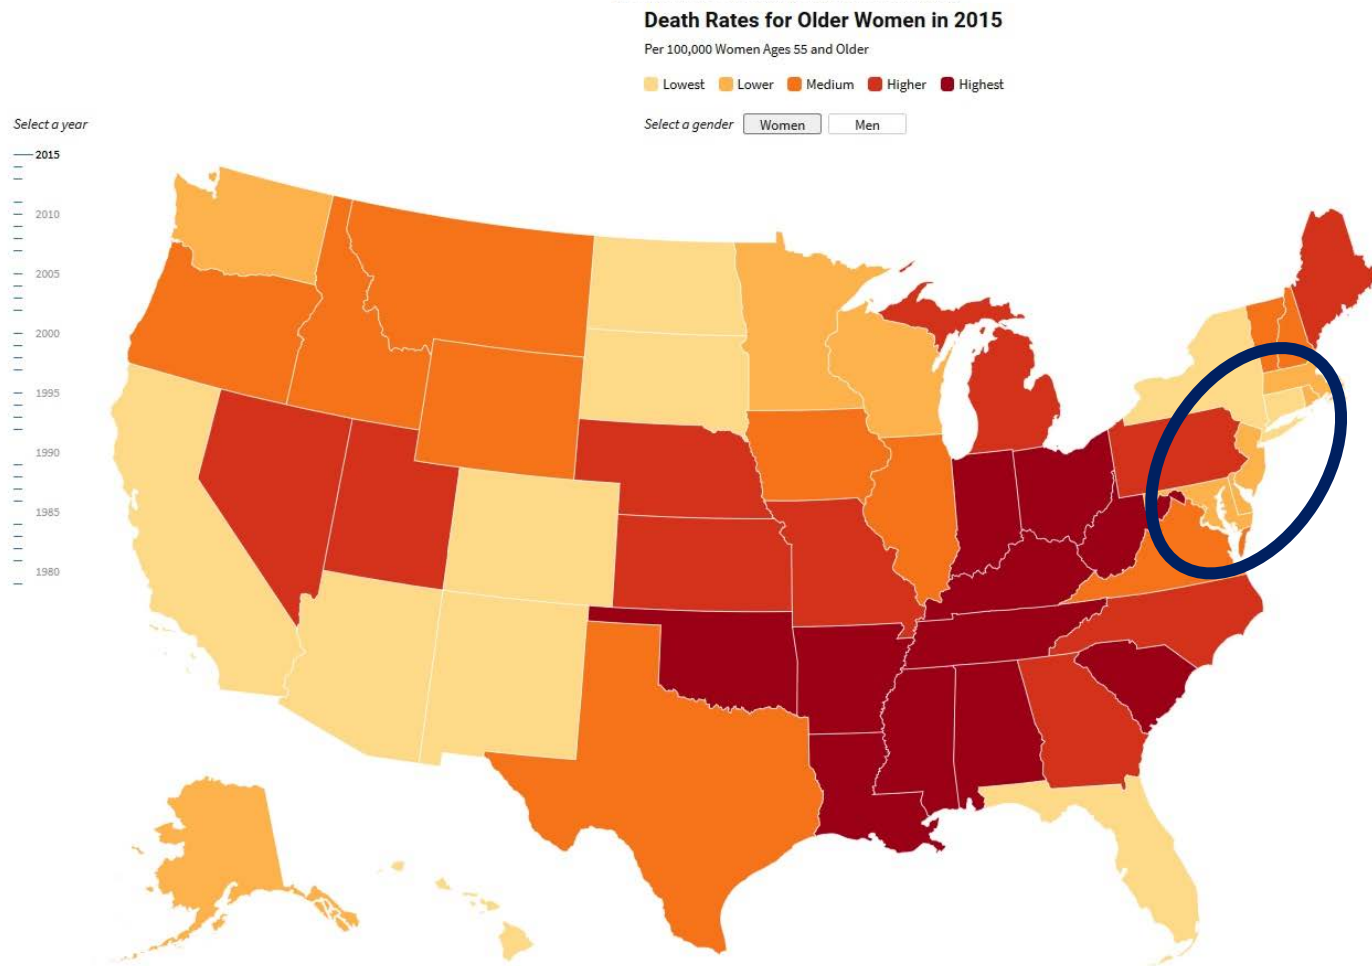 Death Rates for Older Women in 2015
Per 100,000 Women Ages 55 and Older
Lowest Lower Medium Higher Highest
Select a year
Select a gender Women Men
2015
2010
2005
2000
1995
1990
1985
1980